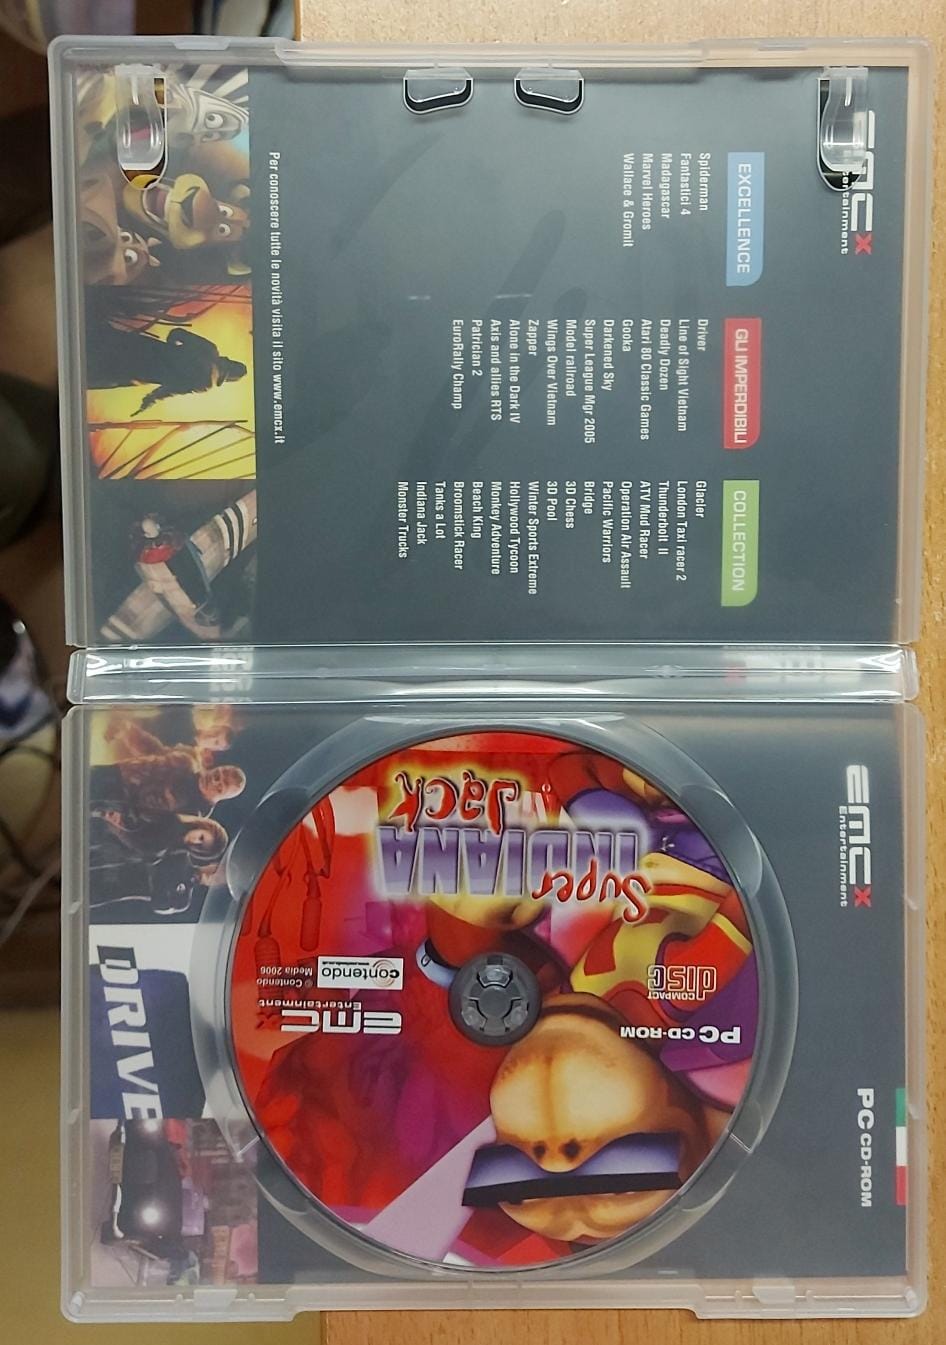 EMCX
Entertainment
EXCELLENCE
Spiderman
Fantastici 4
Madagascar
Marvel Heroes
Wallace & Gromit
GLI IMPERDIBILI
Driver
Line of Sight Vietnam
Deadly Dozen
Atari 80 Classic Games
Gooka
Darkened Sky
Super League Mgr 2005
Model railroad
Wings Over Vietnam
Zapper
Alone in the Dark IV
Axis and allies RTS
Patrician 2
EuroRally Champ
COLLECTION
Glacier
London Taxi racer 2
Thunderbolt II
ATV Mud Racer
Operation Air Assault
Pacific Warriors
Bridge
3D Chess
3D Pool
Winter Sports Extreme
Hollywood Tycoon
Monkey Adventure
Beach King
Broomstick Racer
Tanks a Lot
Indiana Jack
Monster Trucks
Per conoscere tutte le novità visita il sito www.emcx.it
EMCX
Entertainment
PC CD-ROM
DRIVE
Super
INDIANA
Jack
PC CD-ROM
COMPACT
disc
EMCX
Entertainment
contendo
© Contendo
Media 2006